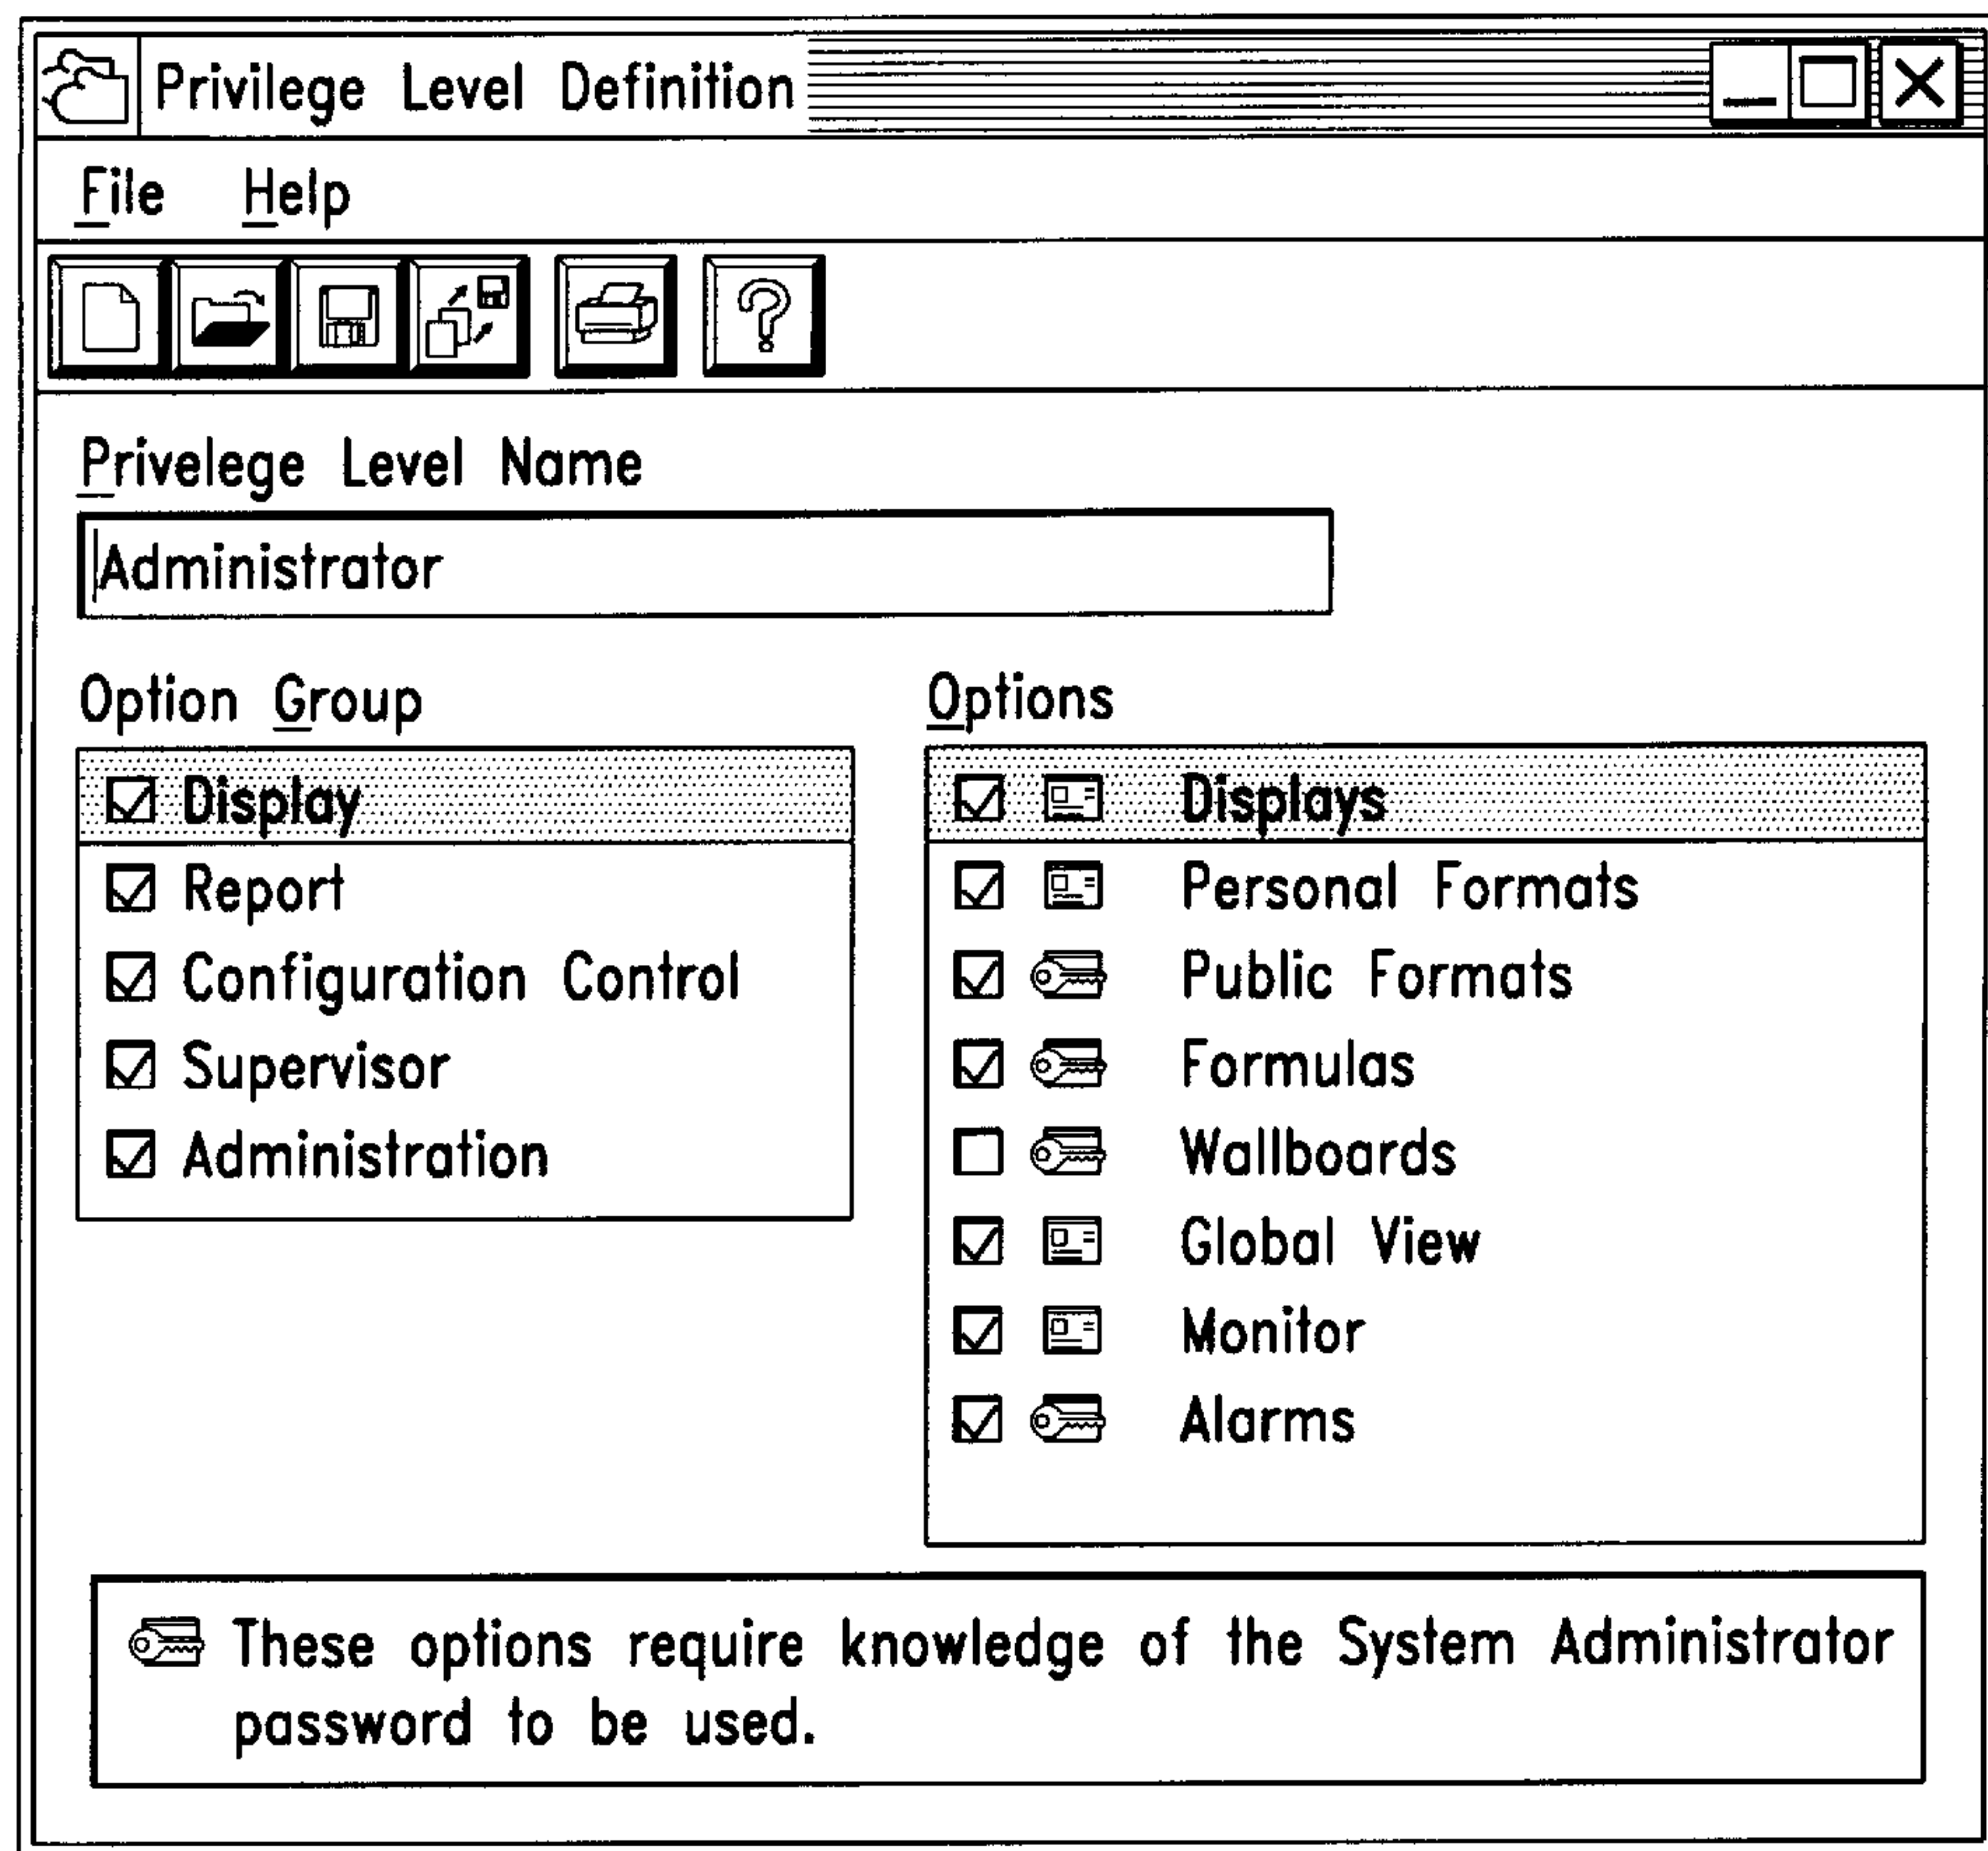 Privilege Level Definition
File Help
Privelege Level Name
Administrator
Option Group
Display
Report
Configuration Control
Supervisor
Administration
Options
Displays
Personal Formats
Public Formats
Formulas
Wallboards
Global View
Monitor
Alarms
These options require knowledge of the System Administrator
password to be used.